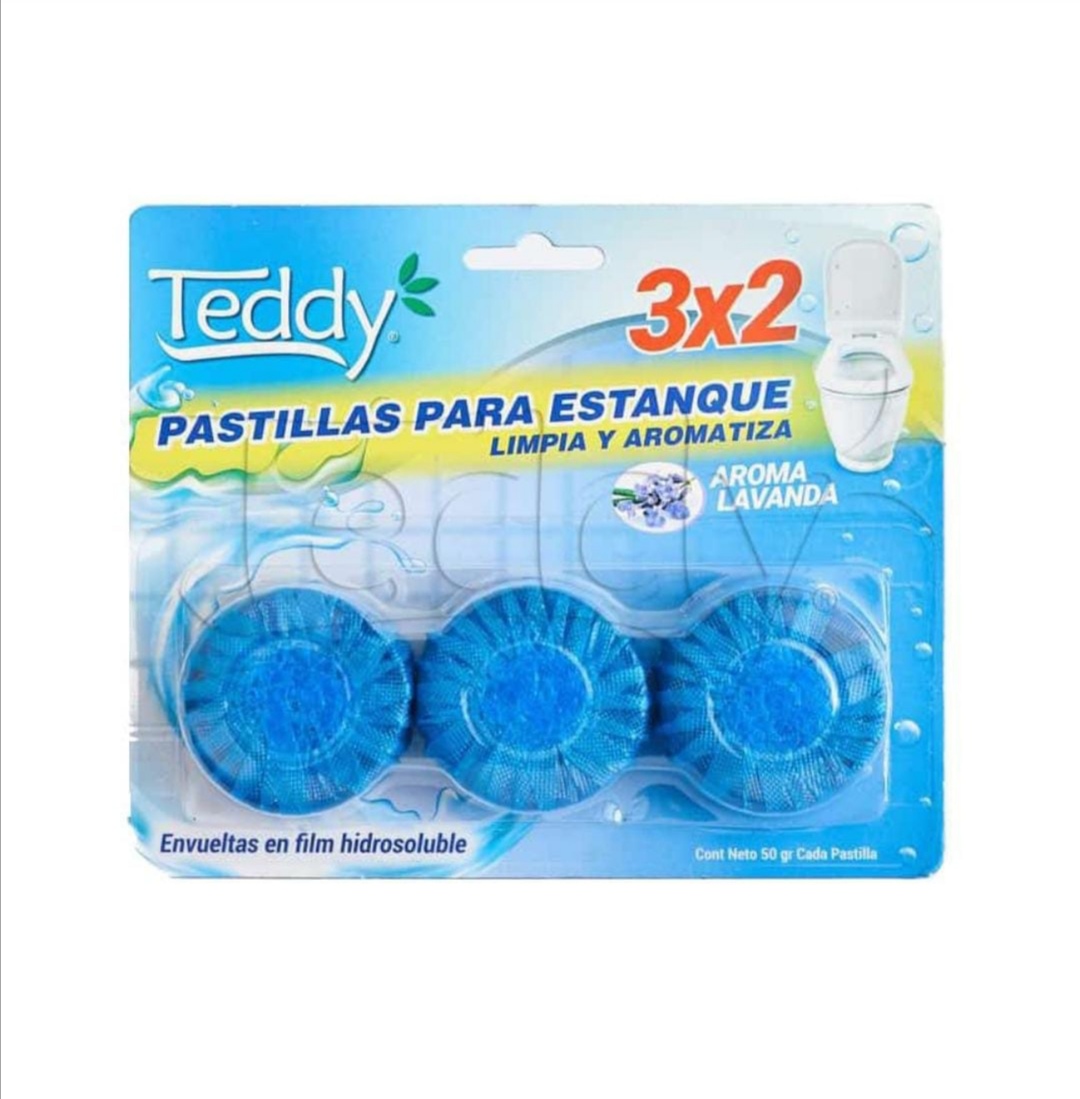 Teddy®
3x2
PASTILLAS PARA ESTANQUE
LIMPIA Y AROMATIZA
AROMA
LAVANDA
Teddy®
Envueltas en film hidrosoluble
Cont Neto 50 gr Cada Pastilla